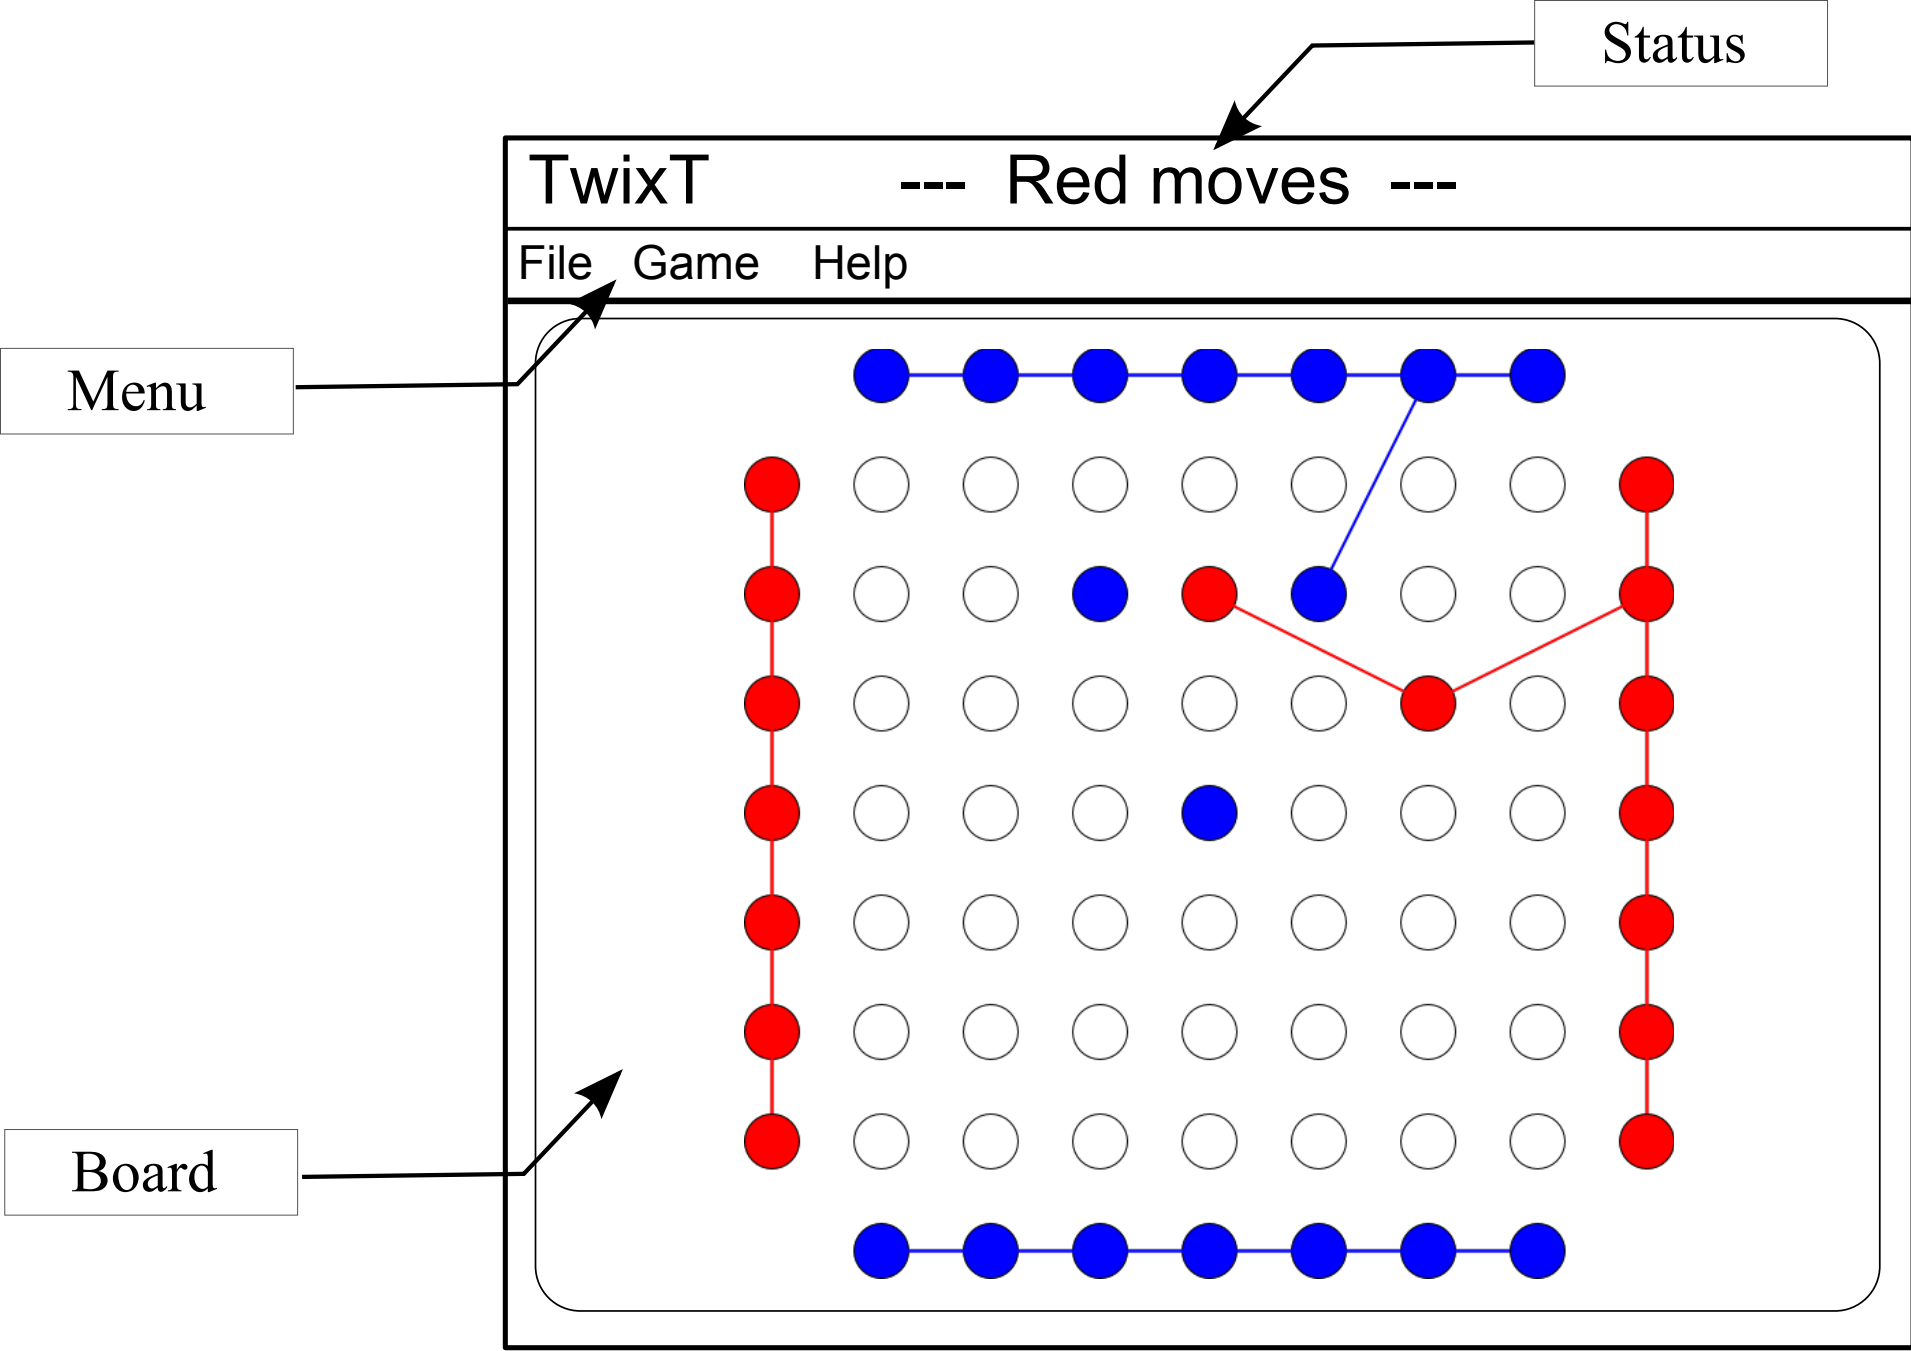 Status
TwixT --- Red moves ---
File Game Help
Menu
Board